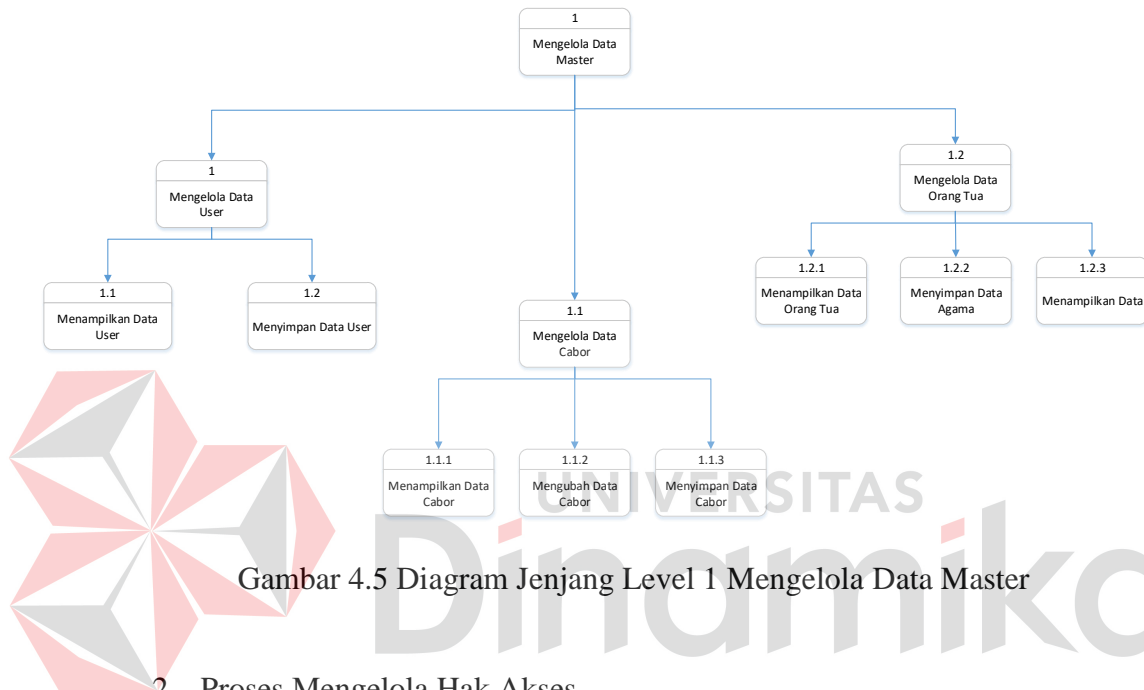 1
Mengelola Data
Master
1
Mengelola Data
User
1.2
Mengelola Data
Orang Tua
1.1
Menampilkan Data
User
1.2
Menyimpan Data User
1.2.1
Menampilkan Data
Orang Tua
1.2.2
Menyimpan Data
Agama
1.2.3
Menampilkan Data
1.1
Mengelola Data
Cabor
1.1.1
Menampilkan Data
Cabor
1.1.2
Mengubah Data
Cabor
1.1.3
Menyimpan Data
Cabor
UNIVERSITAS
Dinamika
Gambar 4.5 Diagram Jenjang Level 1 Mengelola Data Master
2. Proses Mengelola Hak Akses